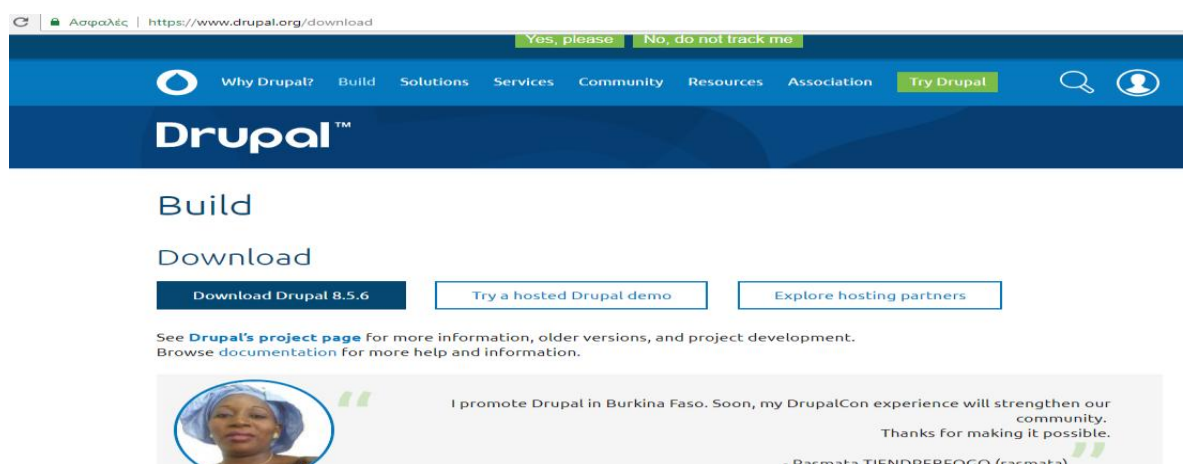 Ασφαλές | https://www.drupal.org/download
Yes, please No, do not track me
Why Drupal? Build Solutions Services Community Resources Association Try Drupal
Drupal™
Build
Download
Download Drupal 8.5.6 Try a hosted Drupal demo Explore hosting partners
See Drupal's project page for more information, older versions, and project development.
Browse documentation for more help and information.
" I promote Drupal in Burkina Faso. Soon, my DrupalCon experience will strengthen our
community.
Thanks for making it possible. "
- Rasmata TIENDREBEOGO (rasmata)